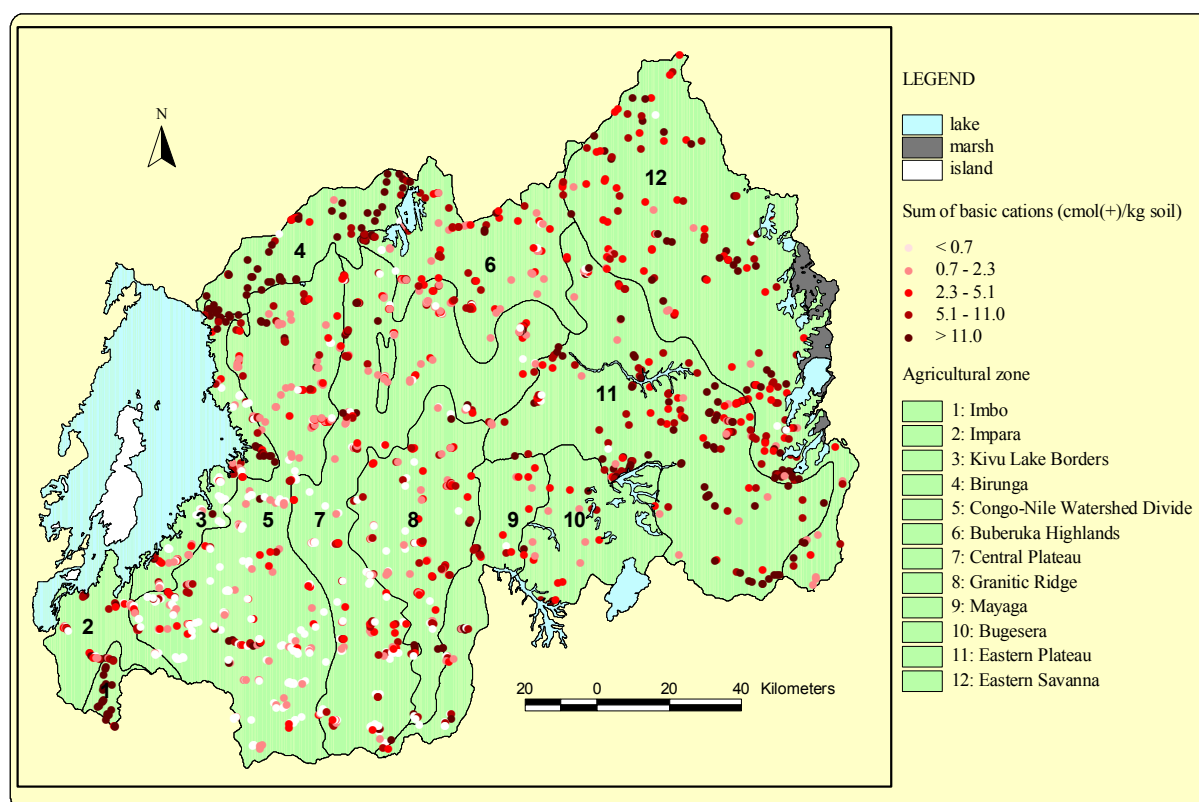 N
12
4
6
11
3
5
7
8
9
10
2
1
20 0 20 40 Kilometers
LEGEND
lake
marsh
island
Sum of basic cations (cmol(+)/kg soil)
< 0.7
0.7 - 2.3
2.3 - 5.1
5.1 - 11.0
> 11.0
Agricultural zone
1: Imbo
2: Impara
3: Kivu Lake Borders
4: Birunga
5: Congo-Nile Watershed Divide
6: Buberuka Highlands
7: Central Plateau
8: Granitic Ridge
9: Mayaga
10: Bugesera
11: Eastern Plateau
12: Eastern Savanna